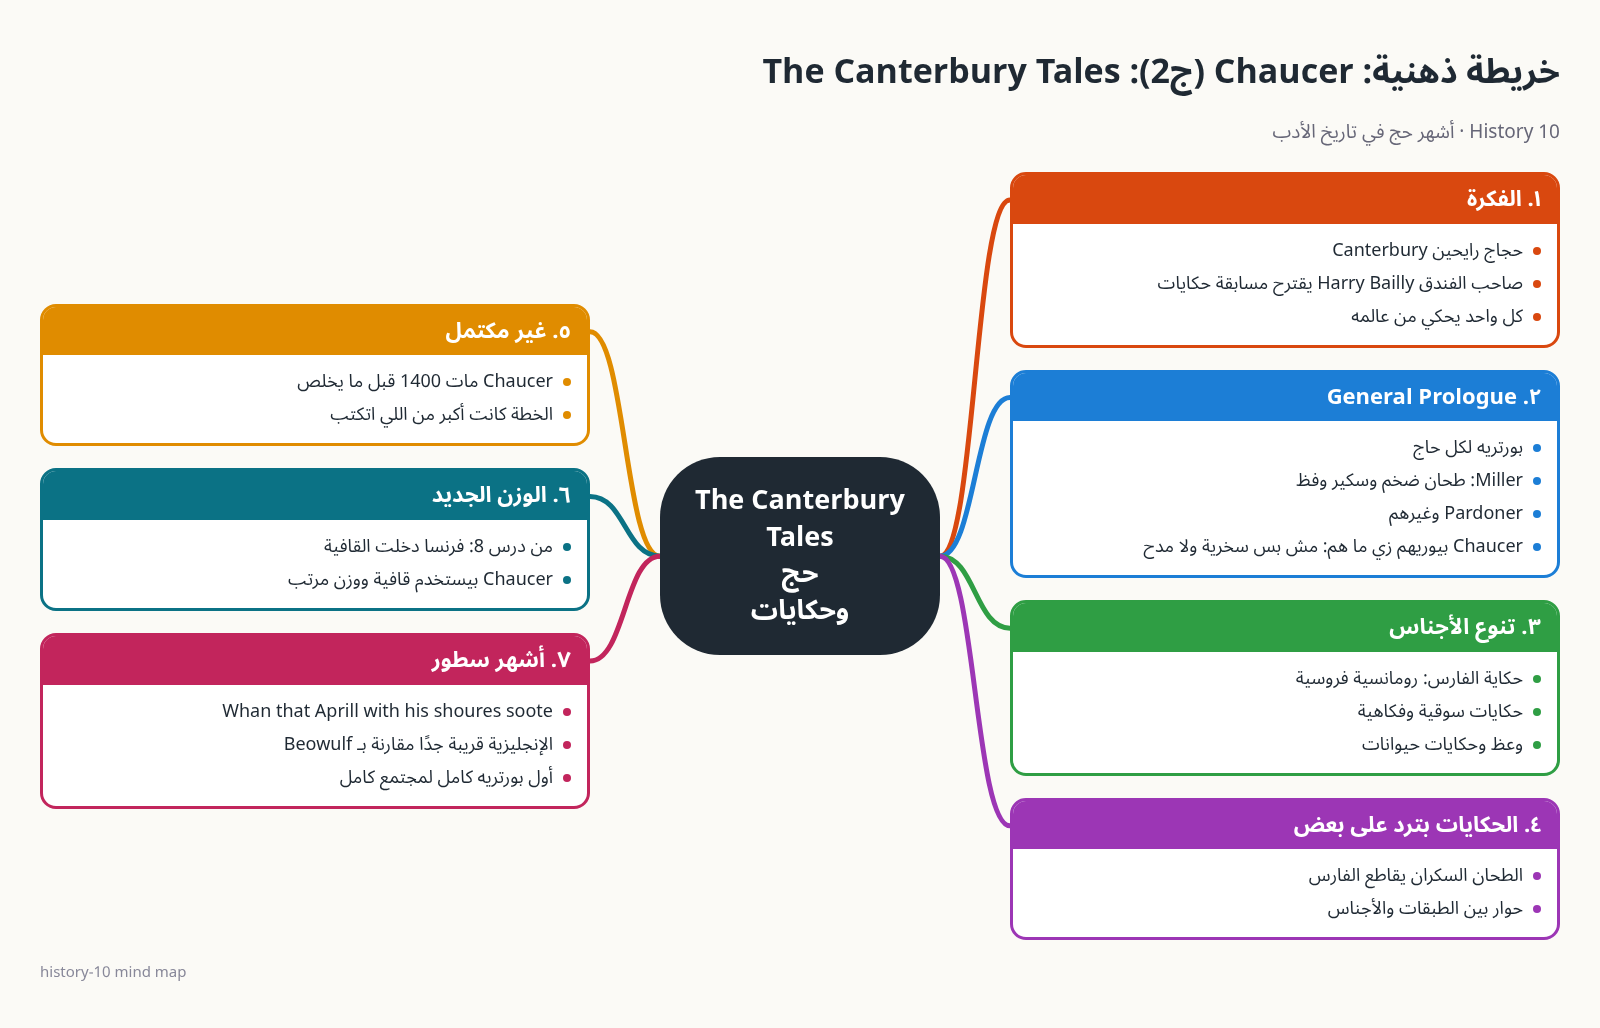 خريطة ذهنية: Chaucer (ج2): The Canterbury Tales
History 10 · أشهر حج في تاريخ الأدب
١. الفكرة
حجاج رايحين Canterbury
صاحب الفندق Harry Bailly يقترح مسابقة حكايات
كل واحد يحكي من عالمه
٢. General Prologue
بورتريه لكل حاج
Miller: طحان ضخم وسكير وفظ
Pardoner وغيرهم
Chaucer بيوريهم زي ما هم: مش بس سخرية ولا مدح
٣. تنوع الأجناس
حكاية الفارس: رومانسية فروسية
حكايات سوقية وفكاهية
وعظ وحكايات حيوانات
٤. الحكايات بترد على بعض
الطحان السكران يقاطع الفارس
حوار بين الطبقات والأجناس
The Canterbury
Tales
حج
وحكايات
٥. غير مكتمل
Chaucer مات 1400 قبل ما يخلص
الخطة كانت أكبر من اللي اتكتب
٦. الوزن الجديد
من درس 8: فرنسا دخلت القافية
Chaucer بيستخدم قافية ووزن مرتب
٧. أشهر سطور
Whan that Aprill with his shoures soote
الإنجليزية قريبة جدًا مقارنة بـ Beowulf
أول بورتريه كامل لمجتمع كامل
history-10 mind map